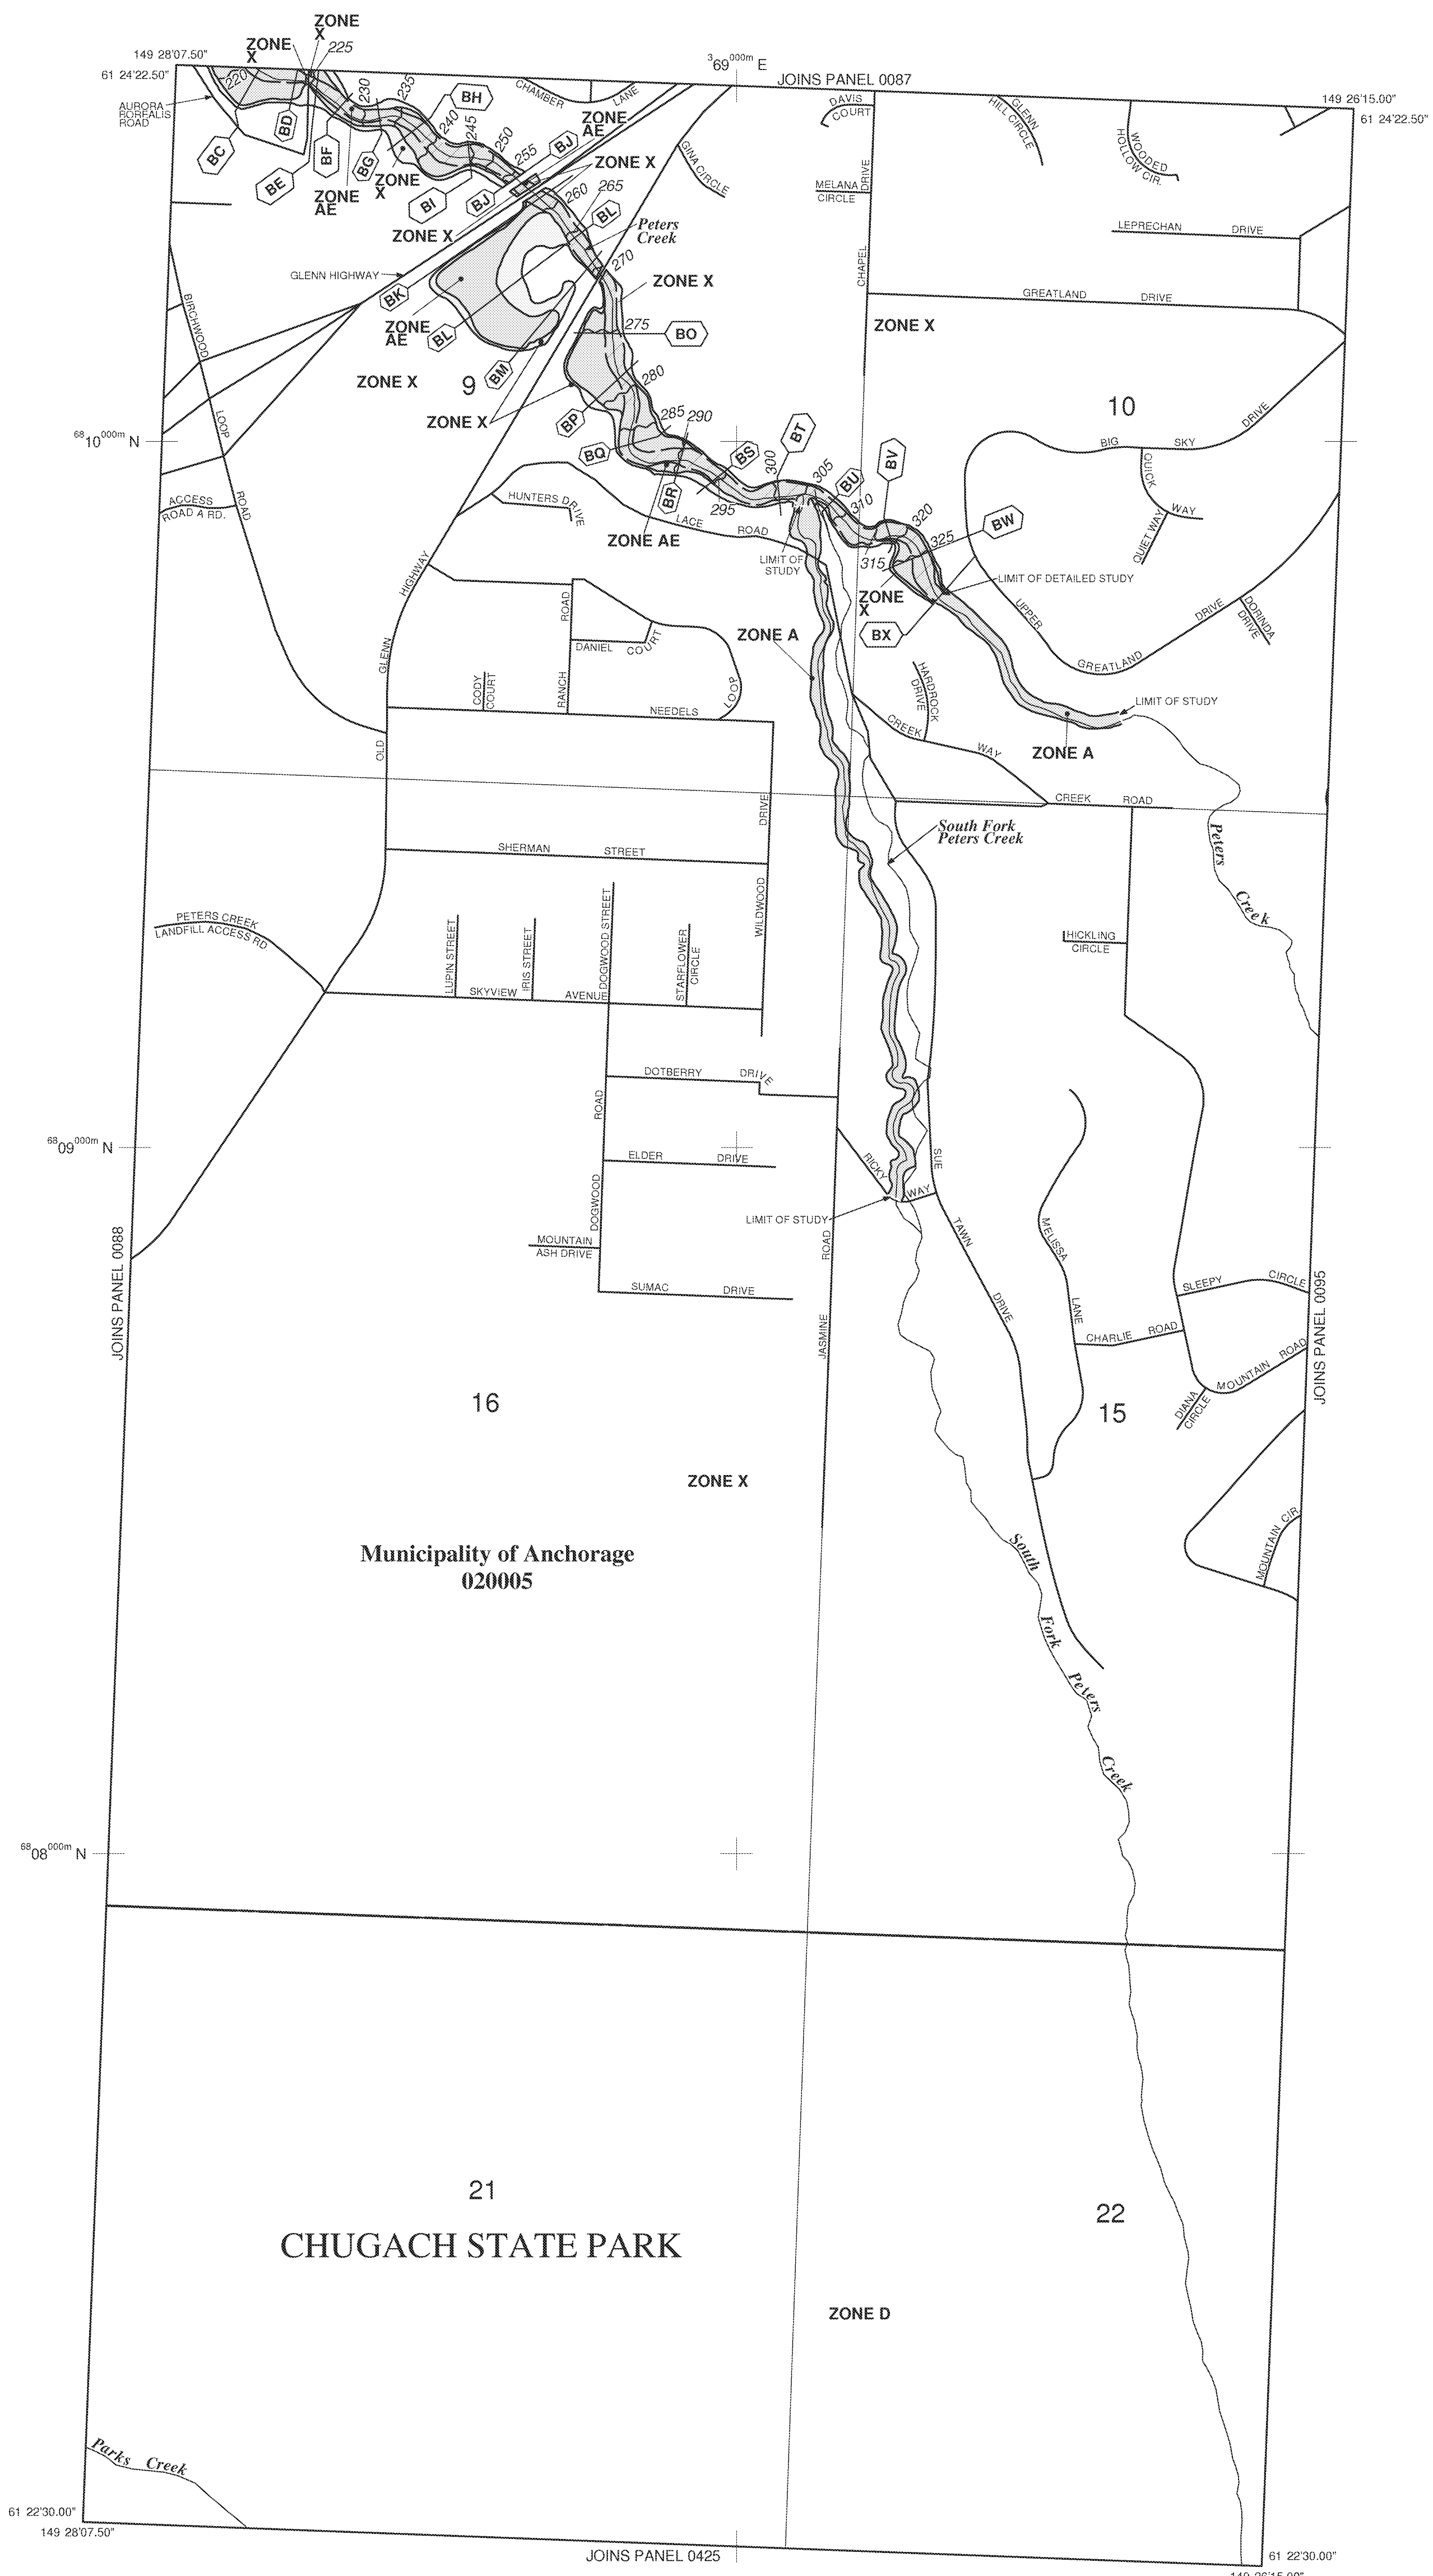 ZONE
X
225
ZONE
X
149 28'07.50"
61 24'22.50"
369000m E
JOINS PANEL 0087
149 26'15.00"
61 24'22.50"
220
230
235
BH
CHAMBER LANE
DAVIS
COURT
GLENN
HILL CIRCLE
WOODED
HOLLOW CIR.
AURORA
BOREALIS
ROAD
BC
BD
BE
BF
BG
240
245
250
255
BJ
ZONE
AE
ZONE X
GINA CIRCLE
MELANA
CIRCLE
DRIVE
ZONE
AE
ZONE
X
BI
BJ
260
265
BL
Peters
Creek
LEPRECHAN DRIVE
ZONE X
GLENN HIGHWAY
BK
270
ZONE X
CHAPEL
GREATLAND DRIVE
BIRCHWOOD
ZONE
AE
BL
BM
275
BO
ZONE X
ZONE X
9
280
10
LOOP
ZONE X
BP
285
290
BT
DRIVE
6810000m N
BIG SKY
BQ
BS
300
305
BU
BV
QUICK
ACCESS
ROAD A RD.
ROAD
HUNTERS DRIVE
BR
295
310
320
BW
WAY
LACE ROAD
ZONE AE
325
QUIET WAY
LIMIT OF
STUDY
315
LIMIT OF DETAILED STUDY
HIGHWAY
ROAD
ZONE
X
UPPER
DRIVE
DORINDA
DRIVE
ZONE A
BX
GLENN
DANIEL COURT
GREATLAND
CODY
COURT
RANCH
LOOP
HARDROCK
DRIVE
LIMIT OF STUDY
NEEDELS
CREEK WAY
OLD
ZONE A
DRIVE
CREEK ROAD
South Fork
Peters Creek
Peters
Creek
SHERMAN STREET
PETERS CREEK
LANDFILL ACCESS RD.
LUPIN STREET
IRIS STREET
DOGWOOD STREET
STARFLOWER
CIRCLE
WILDWOOD
HICKLING
CIRCLE
SKYVIEW AVENUE
DOTBERRY DRIVE
ROAD
6809000m N
ELDER DRIVE
RICKY
WAY
SUE
DOGWOOD
LIMIT OF STUDY
TAWN
MELISSA
MOUNTAIN
ASH DRIVE
ROAD
JOINS PANEL 0088
SUMAC DRIVE
DRIVE
LANE
SLEEPY CIRCLE
JOINS PANEL 0095
JASMINE
CHARLIE ROAD
MOUNTAIN ROAD
DIANA
CIRCLE
16
15
ZONE X
MOUNTAIN CIR.
Municipality of Anchorage
020005
South
Fork
Peters
Creek
6808000m N
21
22
CHUGACH STATE PARK
ZONE D
Parks Creek
61 22'30.00"
149 28'07.50"
JOINS PANEL 0425
61 22'30.00"